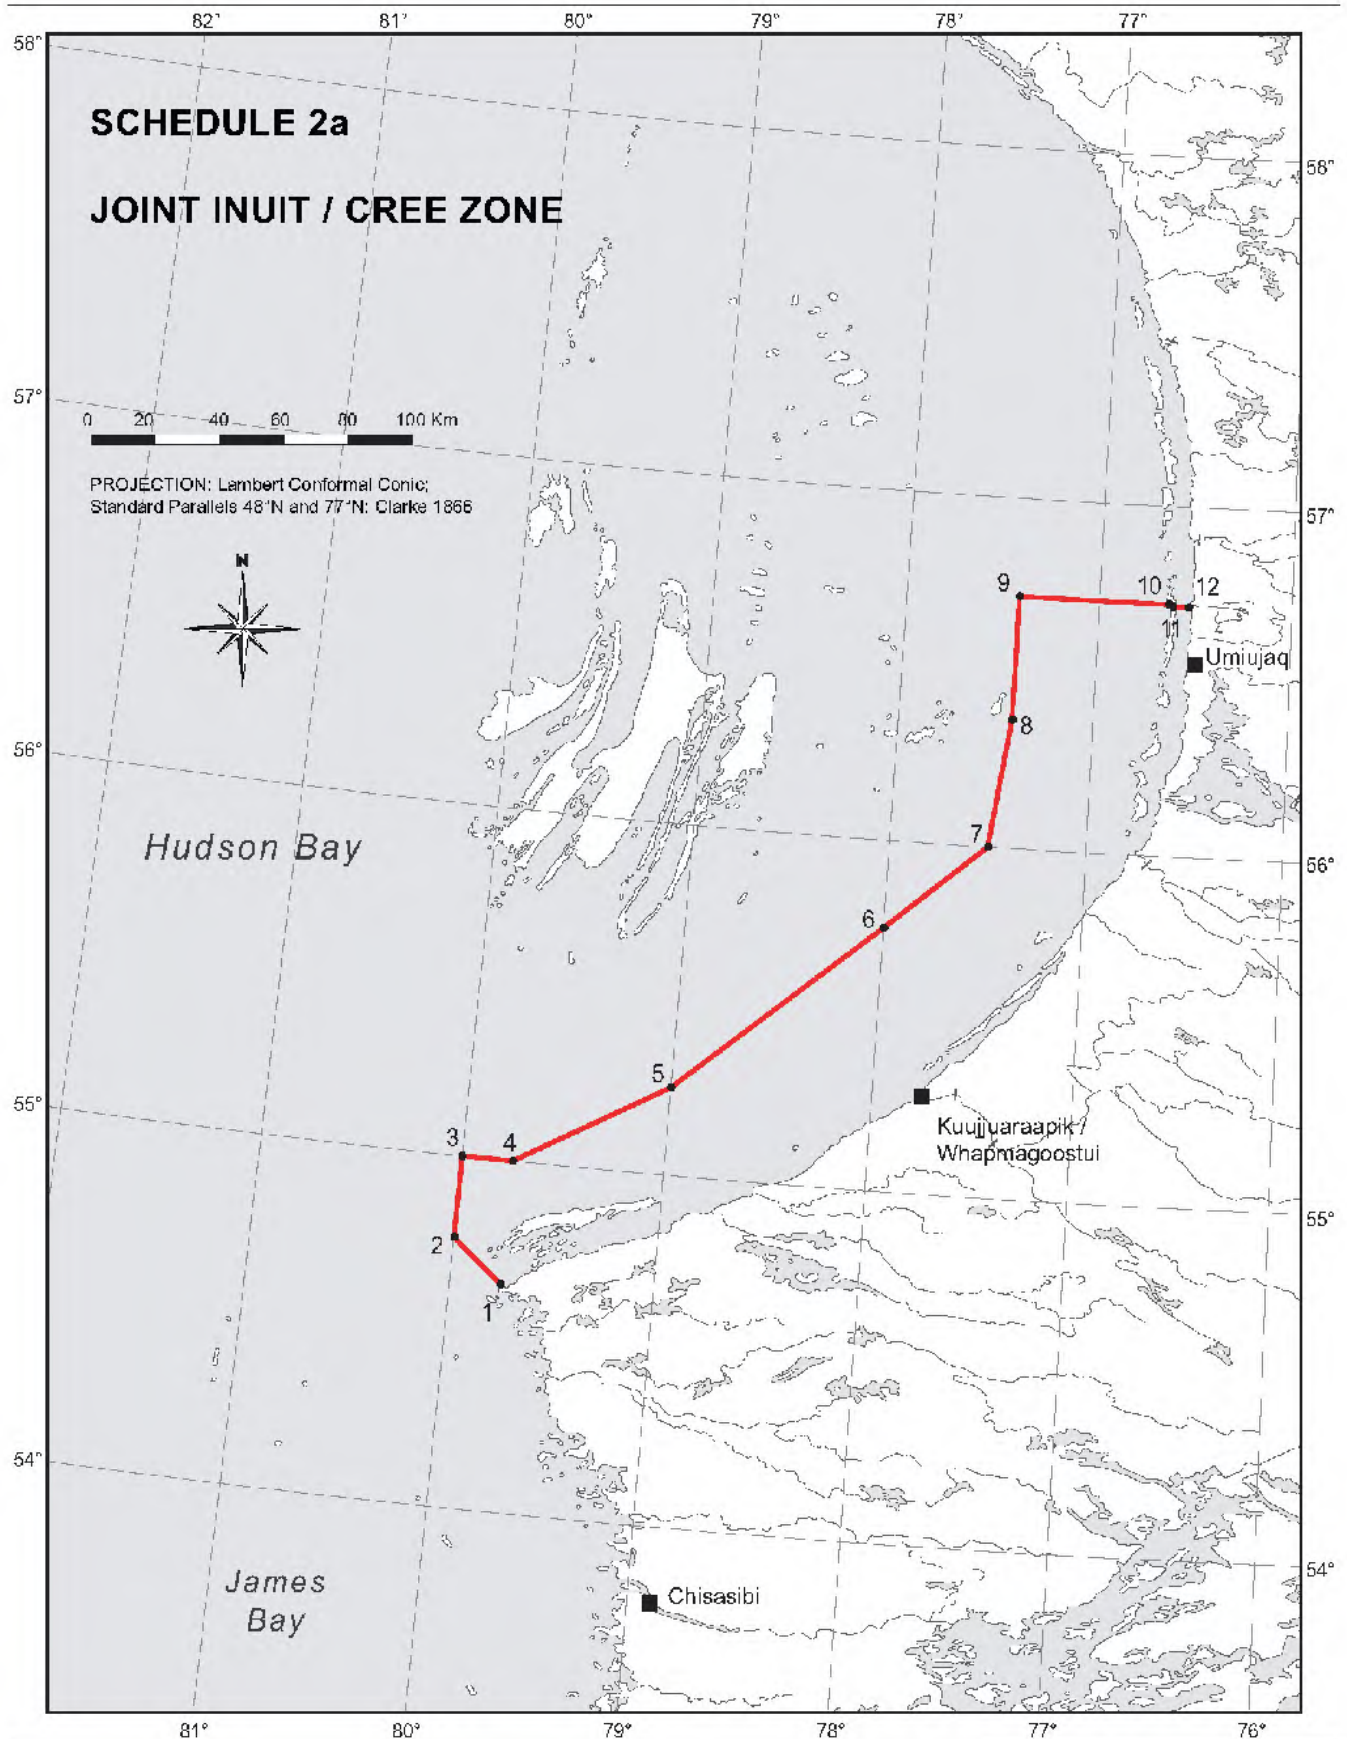 82° 81° 80° 79° 78° 77°
58°
SCHEDULE 2a
58°
JOINT INUIT / CREE ZONE
57°
0 20 40 60 80 100 Km
PROJECTION: Lambert Conformal Conic;
Standard Parallels 48°N and 77°N: Clarke 1866
57°
N
9 10 12
11
Umiujaq
8
56°
7
Hudson Bay
56°
6
5
55°
Kuujjuaraapik /
Whapmagoostui
3 4
55°
2
1
54°
54°
James
Bay
Chisasibi
81° 80° 79° 78° 77° 76°